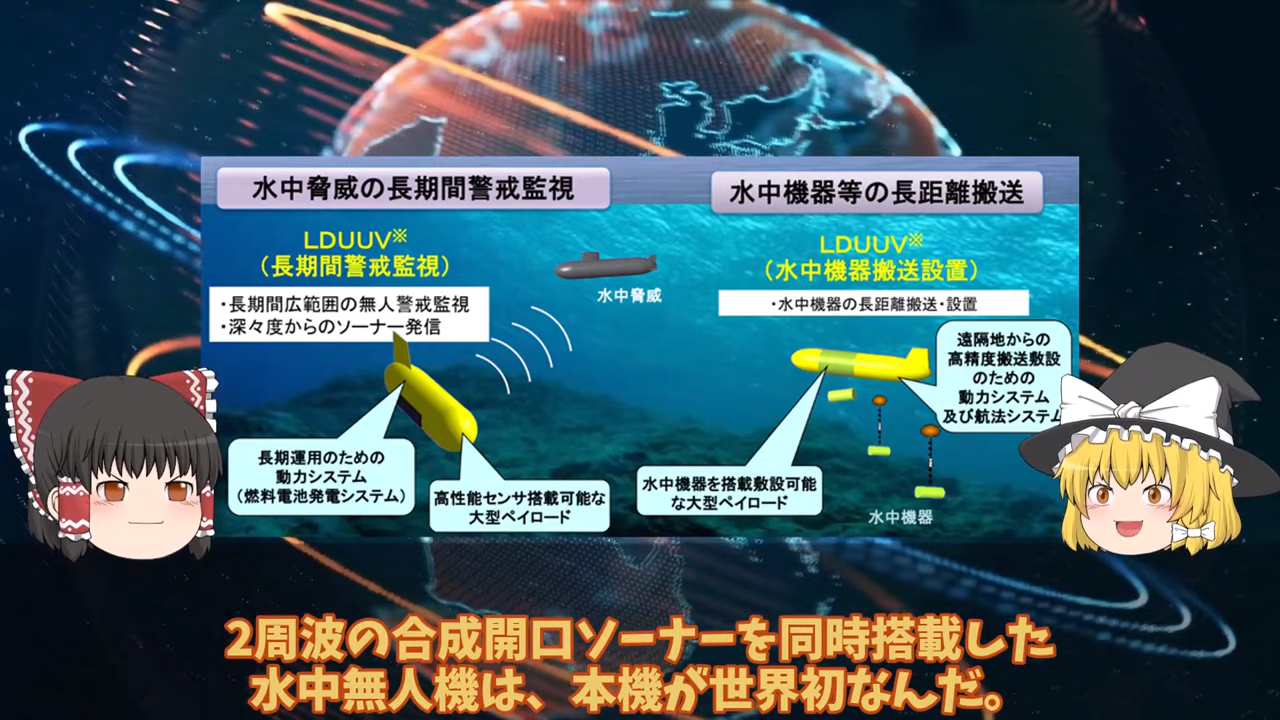 水中脅威の長期間警戒監視
水中機器等の長距離搬送
LDUUV※
(長期間警戒監視)
・長期間広範囲の無人警戒監視
・深々度からのソーナー発信
水中脅威
LDUUV※
(水中機器搬送設置)
・水中機器の長距離搬送・設置
遠隔地からの
高精度搬送敷設
のための
動力システム
及び航法システム
長期運用のための
動力システム
(燃料電池発電システム)
高性能センサ搭載可能な
大型ペイロード
水中機器を搭載敷設可能
な大型ペイロード
水中機器
2周波の合成開口ソーナーを同時搭載した
水中無人機は、本機が世界初なんだ。